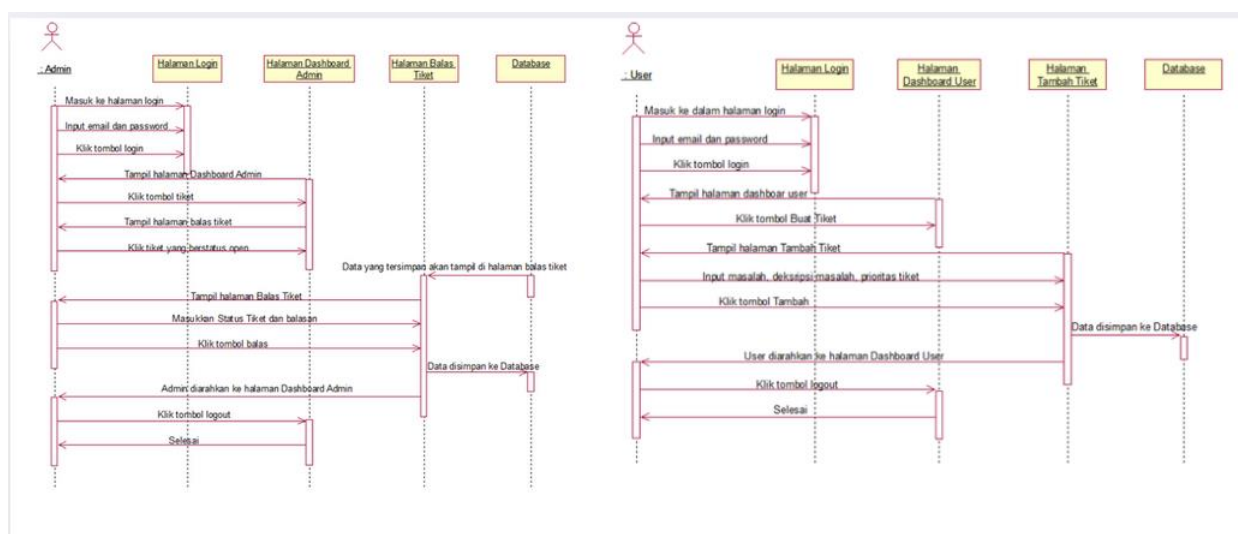 : Admin
Halaman Login
Halaman Dashboard
Admin
Halaman Balas
Tiket
Database
Masuk ke halaman login
Input email dan password
Klik tombol login
Tampil halaman Dashboard Admin
Klik tombol tiket
Tampil halaman balas tiket
Klik tiket yang berstatus open
Data yang tersimpan akan tampil di halaman balas tiket
Tampil halaman Balas Tiket
Masukkan Status Tiket dan balasan
Klik tombol balas
Data disimpan ke Database
Admin diarahkan ke halaman Dashboard Admin
Klik tombol logout
Selesai
: User
Halaman Login
Halaman
Dashboard User
Halaman
Tambah Tiket
Database
Masuk ke dalam halaman login
Input email dan password
Klik tombol login
Tampil halaman dashboar user
Klik tombol Buat Tiket
Tampil halaman Tambah Tiket
Input masalah, deksripsi masalah, prioritas tiket
Klik tombol Tambah
Data disimpan ke Database
User diarahkan ke halaman Dashboard User
Klik tombol logout
Selesai